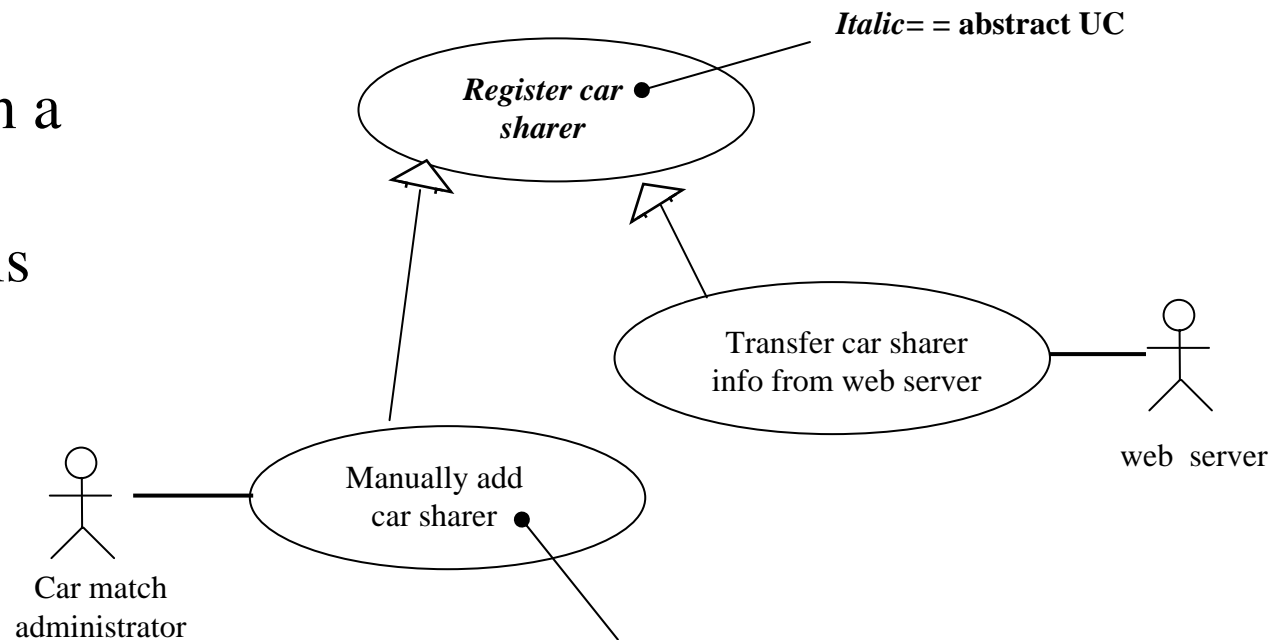 Italic= = abstract UC
n a
Register car
sharer
s
Transfer car sharer
info from web server
web server
Manually add
car sharer
Car match
administrator